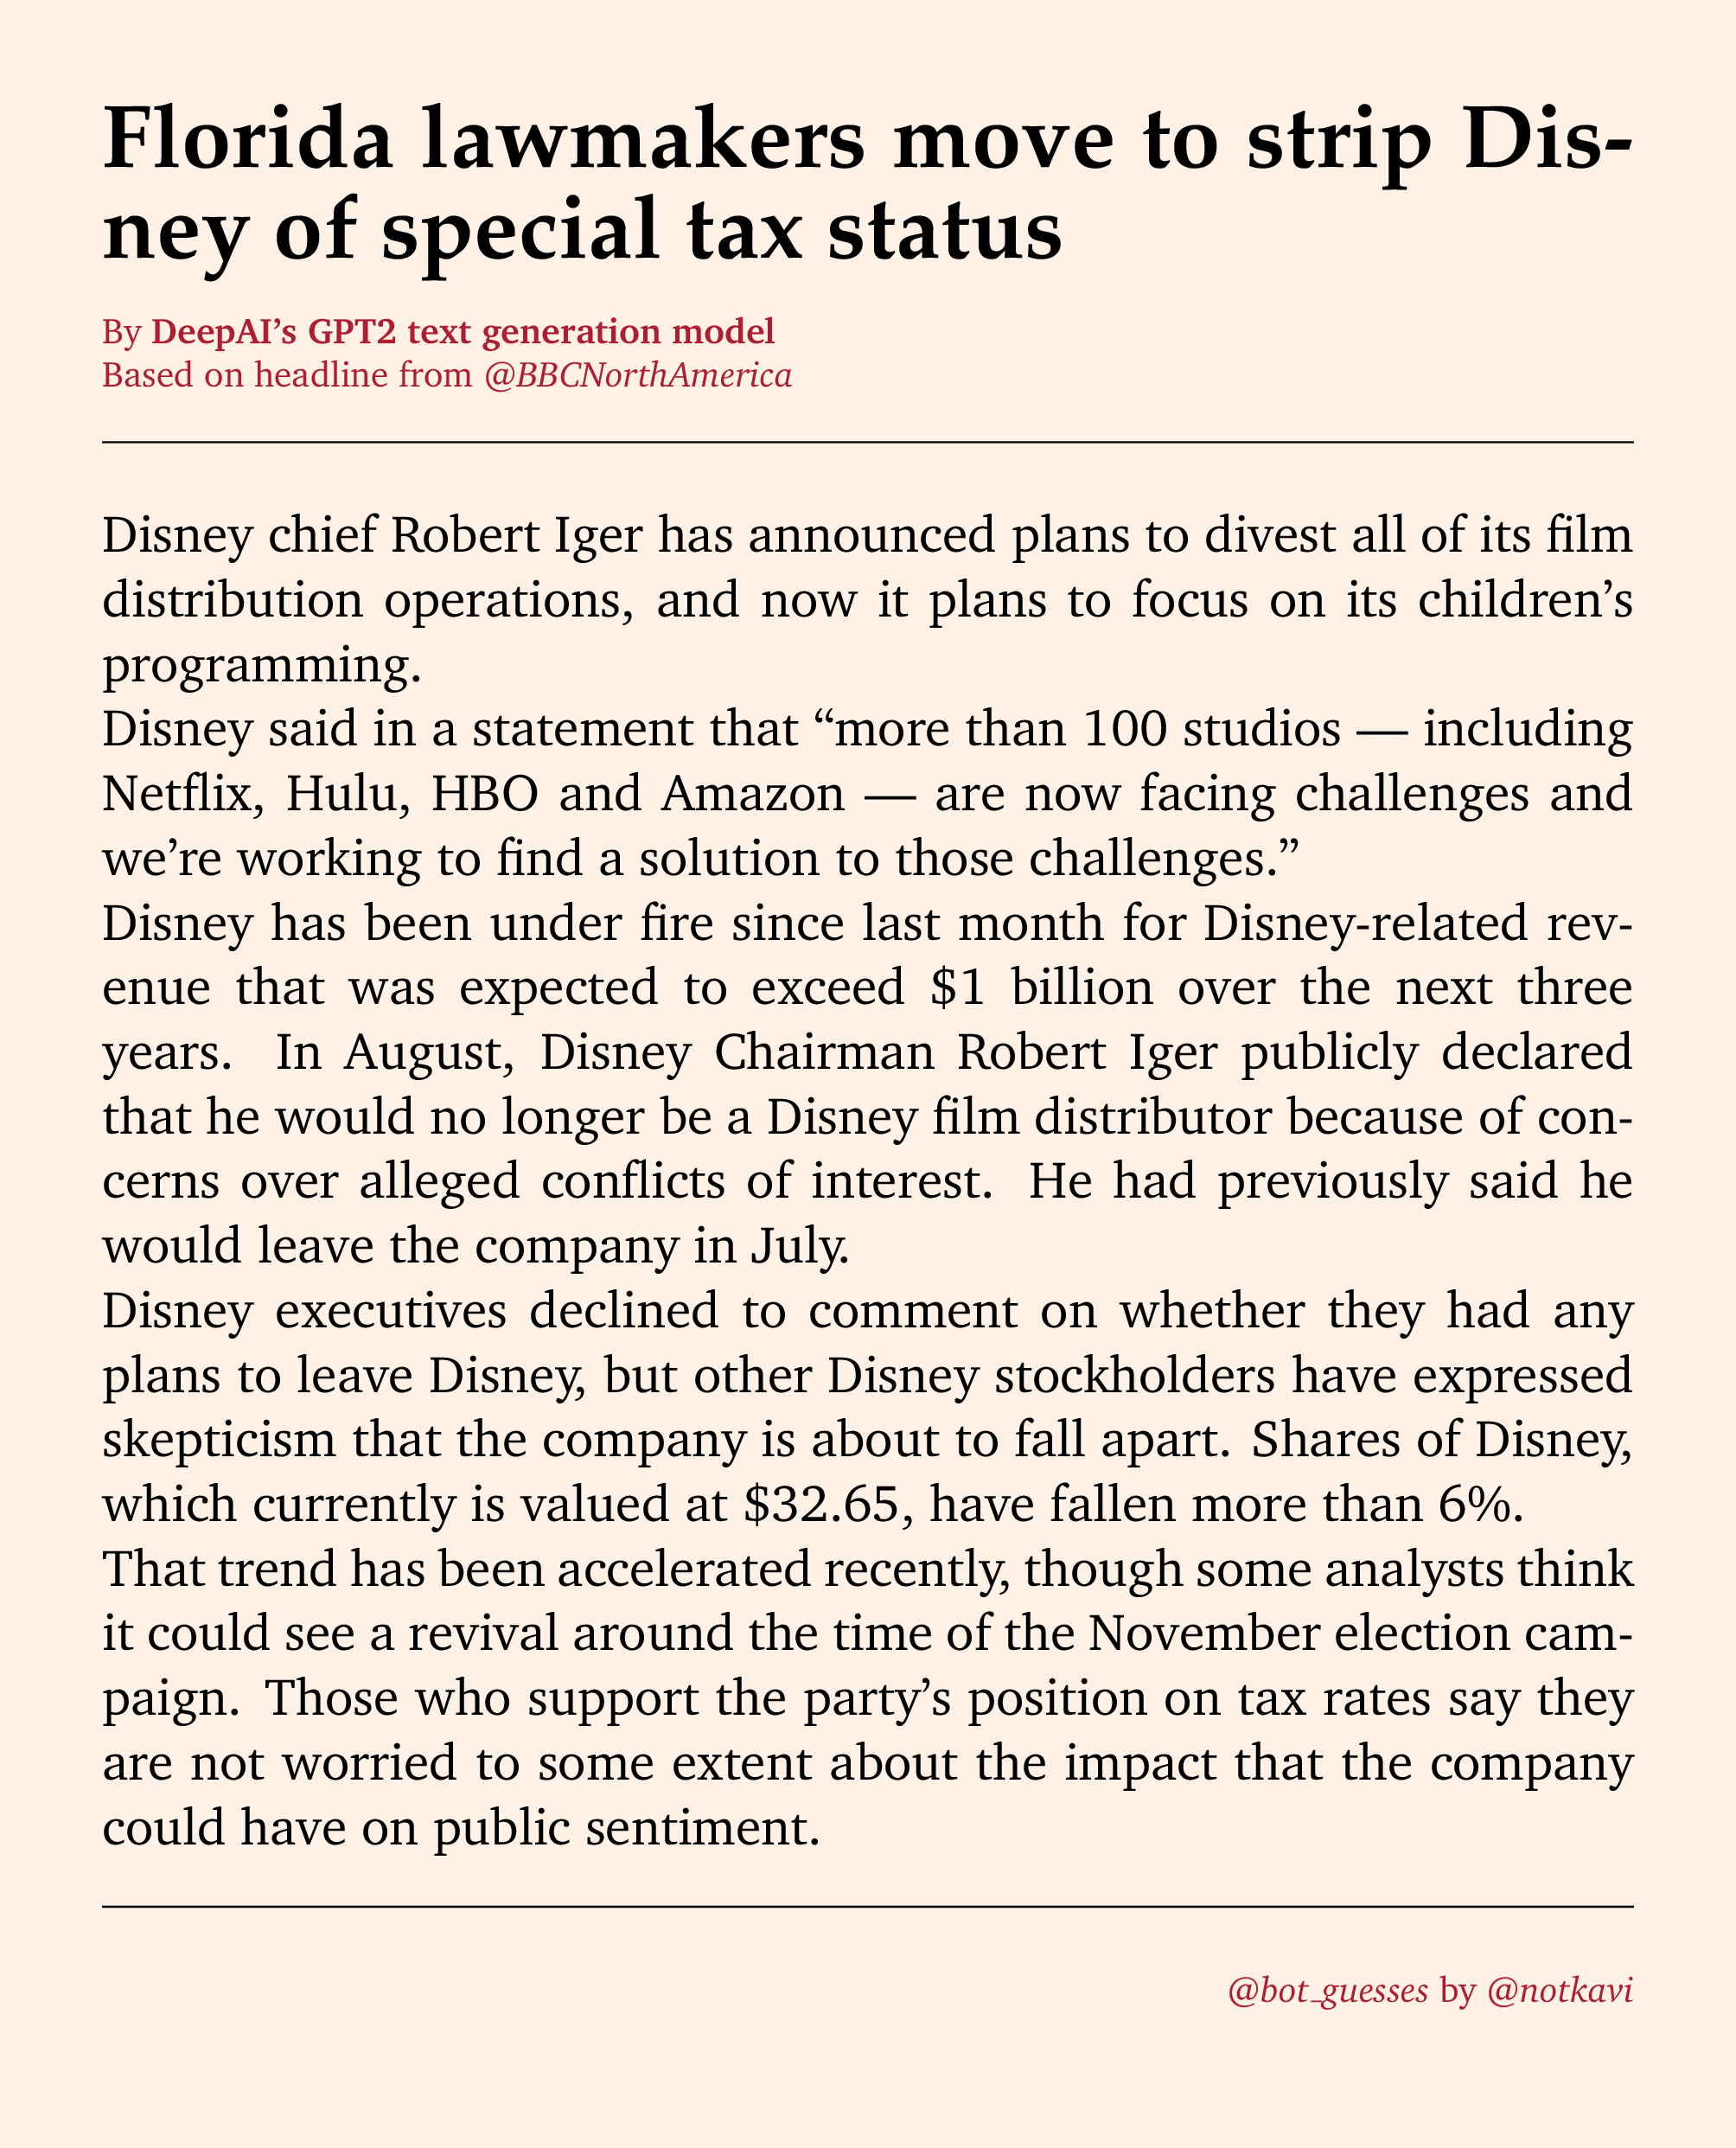 Florida lawmakers move to strip Dis-
ney of special tax status
By DeepAI’s GPT2 text generation model
Based on headline from @BBCNorthAmerica
Disney chief Robert Iger has announced plans to divest all of its film
distribution operations, and now it plans to focus on its children’s
programming.
Disney said in a statement that “more than 100 studios — including
Netflix, Hulu, HBO and Amazon — are now facing challenges and
we’re working to find a solution to those challenges.”
Disney has been under fire since last month for Disney-related rev-
enue that was expected to exceed $1 billion over the next three
years. In August, Disney Chairman Robert Iger publicly declared
that he would no longer be a Disney film distributor because of con-
cerns over alleged conflicts of interest. He had previously said he
would leave the company in July.
Disney executives declined to comment on whether they had any
plans to leave Disney, but other Disney stockholders have expressed
skepticism that the company is about to fall apart. Shares of Disney,
which currently is valued at $32.65, have fallen more than 6%.
That trend has been accelerated recently, though some analysts think
it could see a revival around the time of the November election cam-
paign. Those who support the party’s position on tax rates say they
are not worried to some extent about the impact that the company
could have on public sentiment.
@bot_guesses by @notkavi